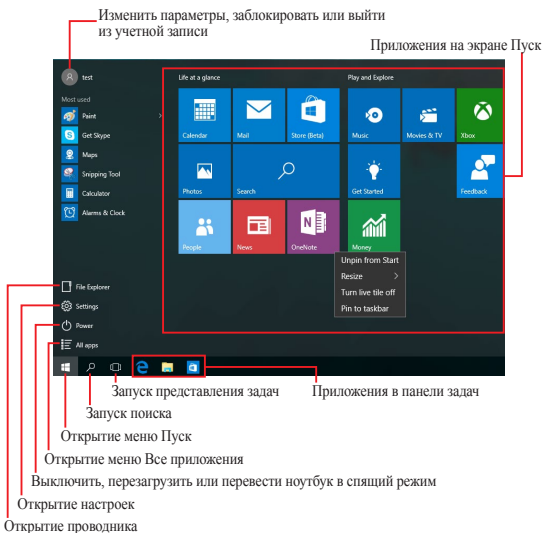 Изменить параметры, заблокировать или выйти
из учетной записи
Приложения на экране Пуск
test
Life at a glance
Play and Explore
Most used
Paint
Get Skype
Maps
Snipping Tool
Calculator
Alarms & Clock
Calendar
Mail
Store (Beta)
Music
Movies & TV
Xbox
Photos
Search
Get Started
Feedback
People
News
OneNote
Money
Unpin from Start
Resize
Turn live tile off
Pin to taskbar
File Explorer
Settings
Power
All apps
Запуск представления задач
Приложения в панели задач
Запуск поиска
Открытие меню Пуск
Открытие меню Все приложения
Выключить, перезагрузить или перевести ноутбук в спящий режим
Открытие настроек
Открытие проводника